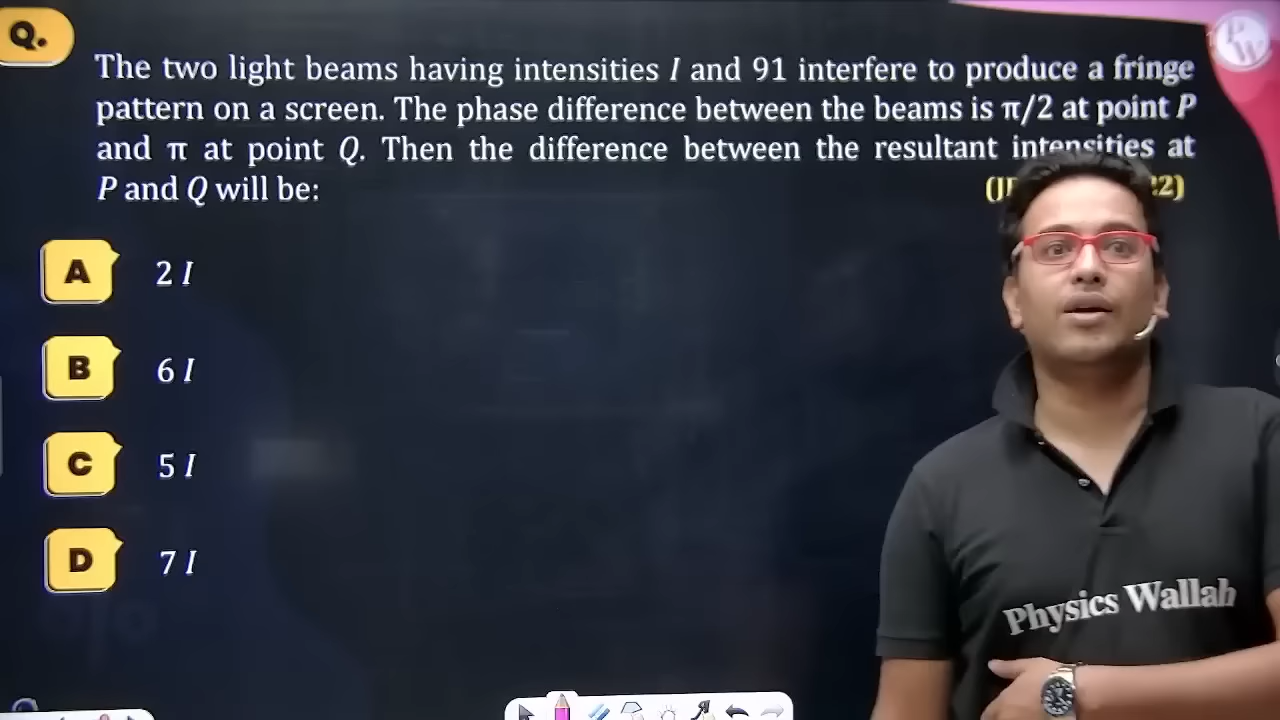 Q.
The two light beams having intensities I and 91 interfere to produce a fringe
pattern on a screen. The phase difference between the beams is π/2 at point P
and π at point Q. Then the difference between the resultant intensities at
P and Q will be:
A 2 I
B 6 I
C 5 I
D 7 I
PW
Physics Wallah